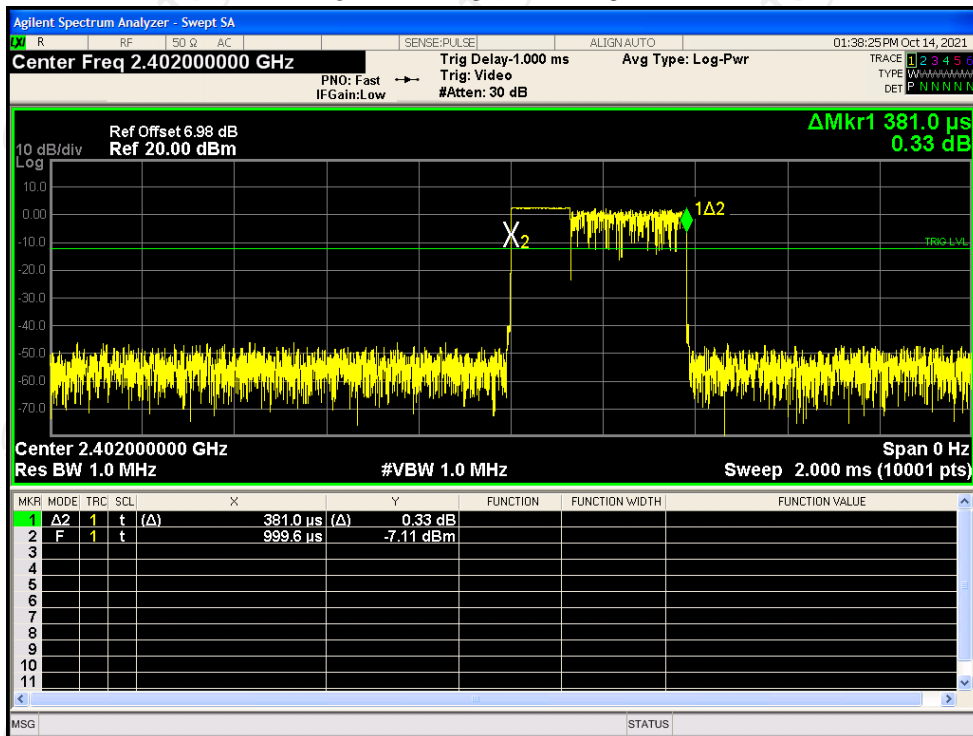 Agilent Spectrum Analyzer - Swept SA
LXI R RF 50 Ω AC SENSE:PULSE ALIGN AUTO 01:38:25 PM Oct 14, 2021
Center Freq 2.402000000 GHz
PNO: Fast
IFGain:Low
Trig Delay-1.000 ms
Trig: Video
#Atten: 30 dB
Avg Type: Log-Pwr
TRACE 1 2 3 4 5 6
TYPE W
DET P N N N N N
ΔMkr1 381.0 µs
0.33 dB
Ref Offset 6.98 dB
10 dB/div Ref 20.00 dBm
Log
10.0
0.00
-10.0
-20.0
-30.0
-40.0
-50.0
-60.0
-70.0
1Δ2
X2
TRIG LVL
Center 2.402000000 GHz Span 0 Hz
Res BW 1.0 MHz #VBW 1.0 MHz Sweep 2.000 ms (10001 pts)
MKR MODE TRC SCL X Y FUNCTION FUNCTION WIDTH FUNCTION VALUE
1 Δ2 1 t (Δ) 381.0 µs (Δ) 0.33 dB
2 F 1 t 999.6 µs -7.11 dBm
3
4
5
6
7
8
9
10
11
MSG STATUS